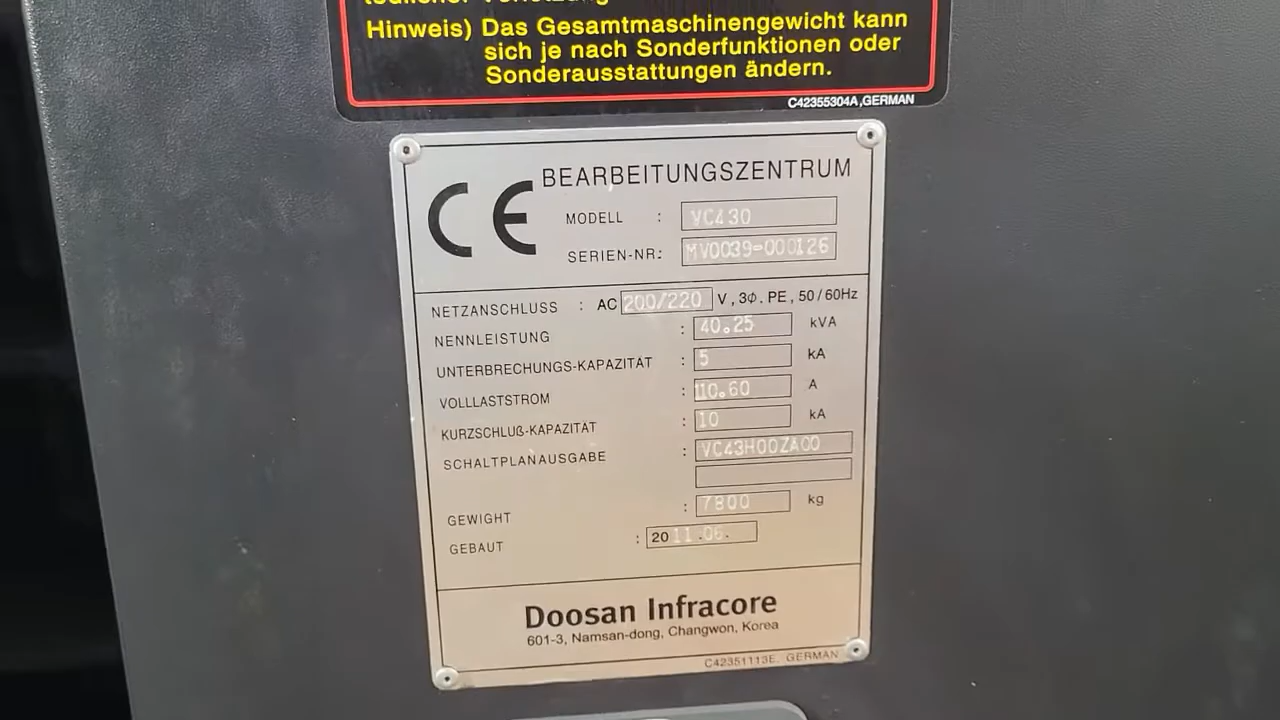 Hinweis) Das Gesamtmaschinengewicht kann
sich je nach Sonderfunktionen oder
Sonderausstattungen ändern.
C42355304A,GERMAN
CE BEARBEITUNGSZENTRUM
MODELL : VC430
SERIEN-NR: MV0039-000126
NETZANSCHLUSS : AC 200/220 V, 3Φ. PE, 50/60Hz
NENNLEISTUNG : 40.25 kVA
UNTERBRECHUNGS-KAPAZITÄT : 5 kA
VOLLLASTSTROM : 110.60 A
KURZSCHLUß-KAPAZITÄT : 10 kA
SCHALTPLANAUSGABE : VC43H00ZA00
GEWIGHT : 7800 kg
GEBAUT : 2011.06.
Doosan Infracore
601-3, Namsan-dong, Changwon, Korea
C42351113E. GERMAN